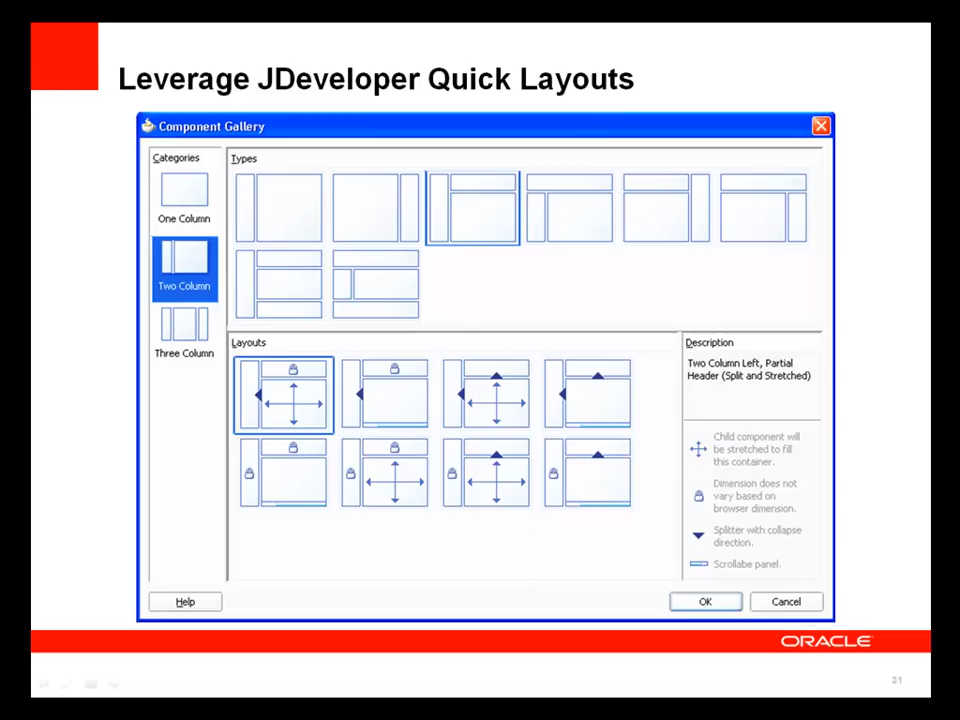 Leverage JDeveloper Quick Layouts
Component Gallery
Categories
One Column
Two Column
Three Column
Types
Layouts
Description
Two Column Left, Partial
Header (Split and Stretched)
Child component will
be stretched to fill
this container.
Dimension does not
vary based on
browser dimension.
Splitter with collapse
direction.
Scrollabe panel.
Help
OK
Cancel
ORACLE
31